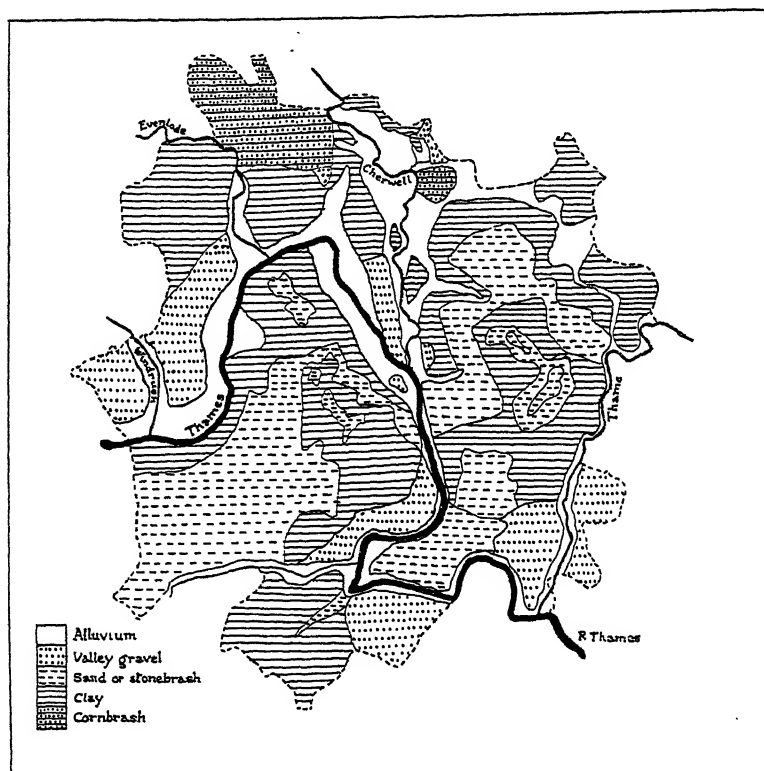 Evenlode
Cherwell
Windrush
Thames
Thame
R Thames
Alluvium
Valley gravel
Sand or stonebrash
Clay
Cornbrash